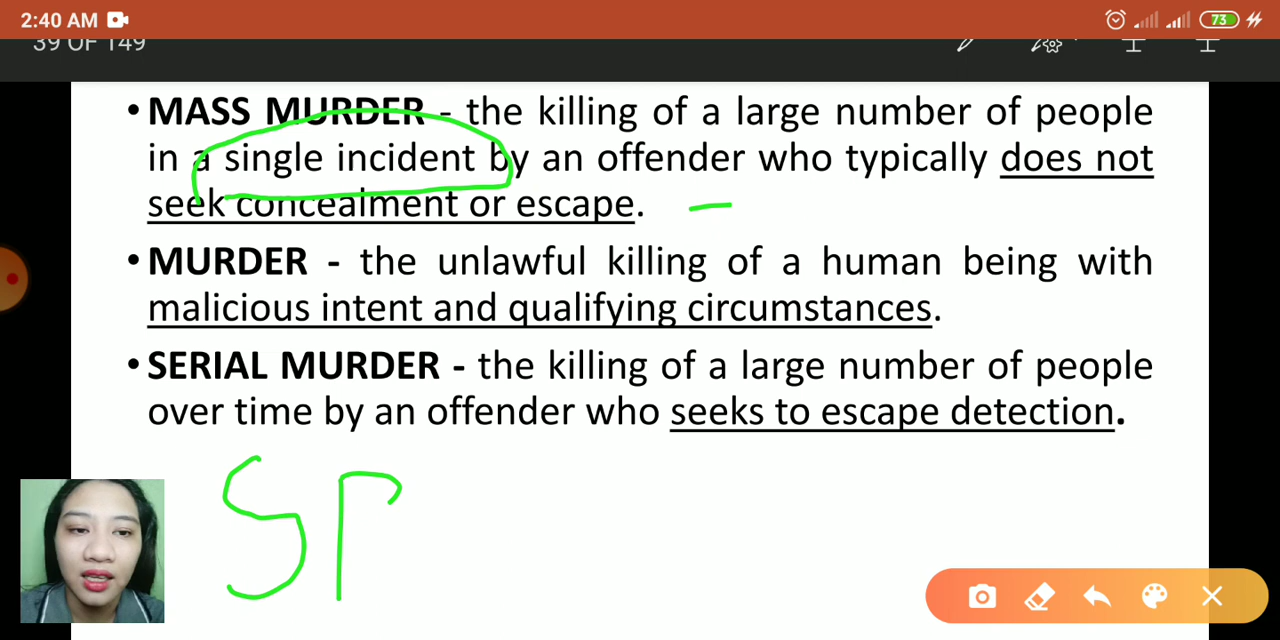 2:40 AM
73
39 OF 149
• MASS MURDER - the killing of a large number of people
in a single incident by an offender who typically does not
seek concealment or escape.
• MURDER - the unlawful killing of a human being with
malicious intent and qualifying circumstances.
• SERIAL MURDER - the killing of a large number of people
over time by an offender who seeks to escape detection.